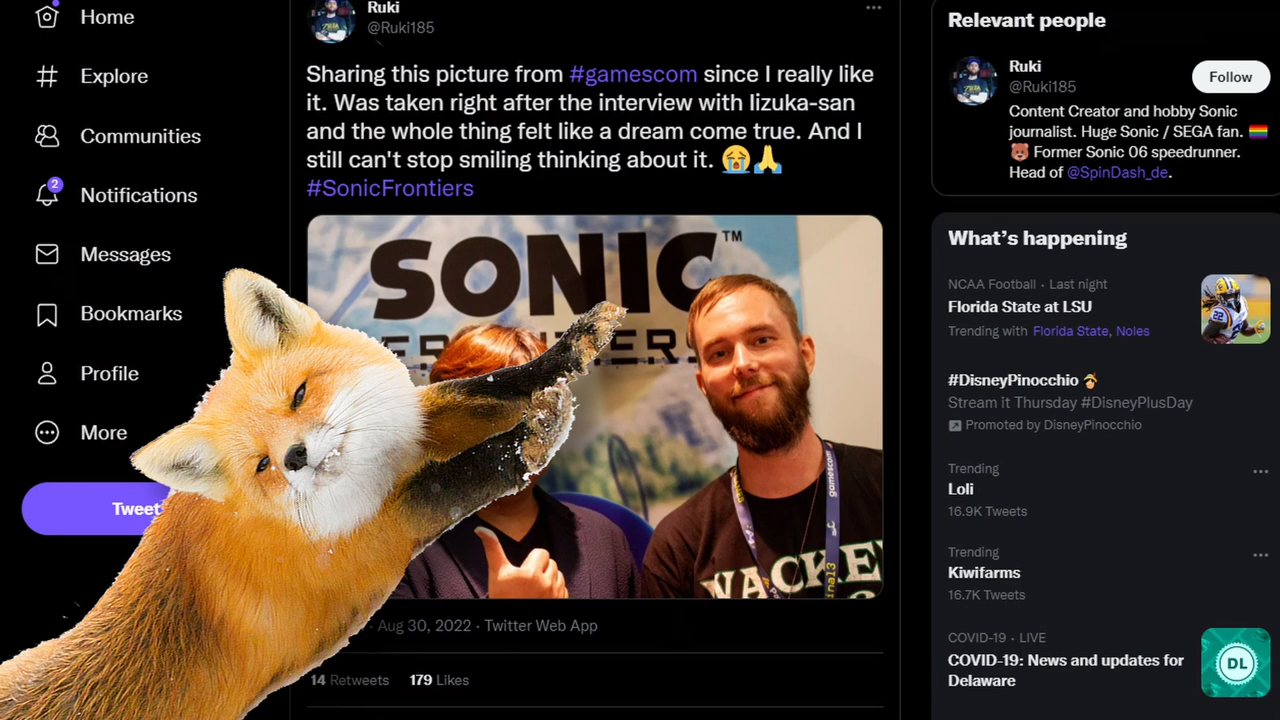 Home
Explore
Communities
2
Notifications
Messages
Bookmarks
Profile
More
Tweet
Ruki
@Ruki185
Sharing this picture from #gamescom since I really like
it. Was taken right after the interview with Iizuka-san
and the whole thing felt like a dream come true. And I
still can't stop smiling thinking about it. 😭🙏
#SonicFrontiers
SONIC™
gamescom
· Aug 30, 2022 · Twitter Web App
14 Retweets 179 Likes
Relevant people
Ruki
@Ruki185
Follow
Content Creator and hobby Sonic
journalist. Huge Sonic / SEGA fan. 🏳️‍🌈
🐻 Former Sonic 06 speedrunner.
Head of @SpinDash_de.
What's happening
NCAA Football · Last night
Florida State at LSU
Trending with Florida State, Noles
22
#DisneyPinocchio
Stream it Thursday #DisneyPlusDay
Promoted by DisneyPinocchio
Trending
Loli
16.9K Tweets
Trending
Kiwifarms
16.7K Tweets
COVID-19 · LIVE
COVID-19: News and updates for
Delaware
DL